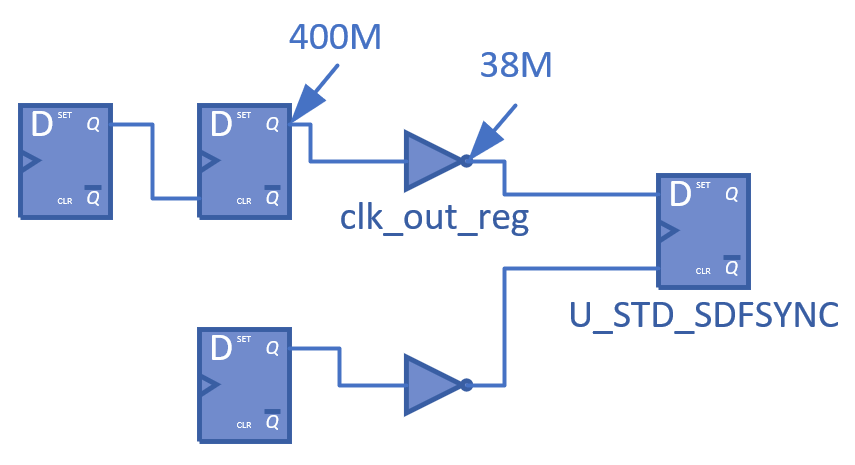 400M
38M
D SET Q
CLR Q
D SET Q
CLR Q
clk_out_reg
D SET Q
CLR Q
U_STD_SDFSYNC
D SET Q
CLR Q